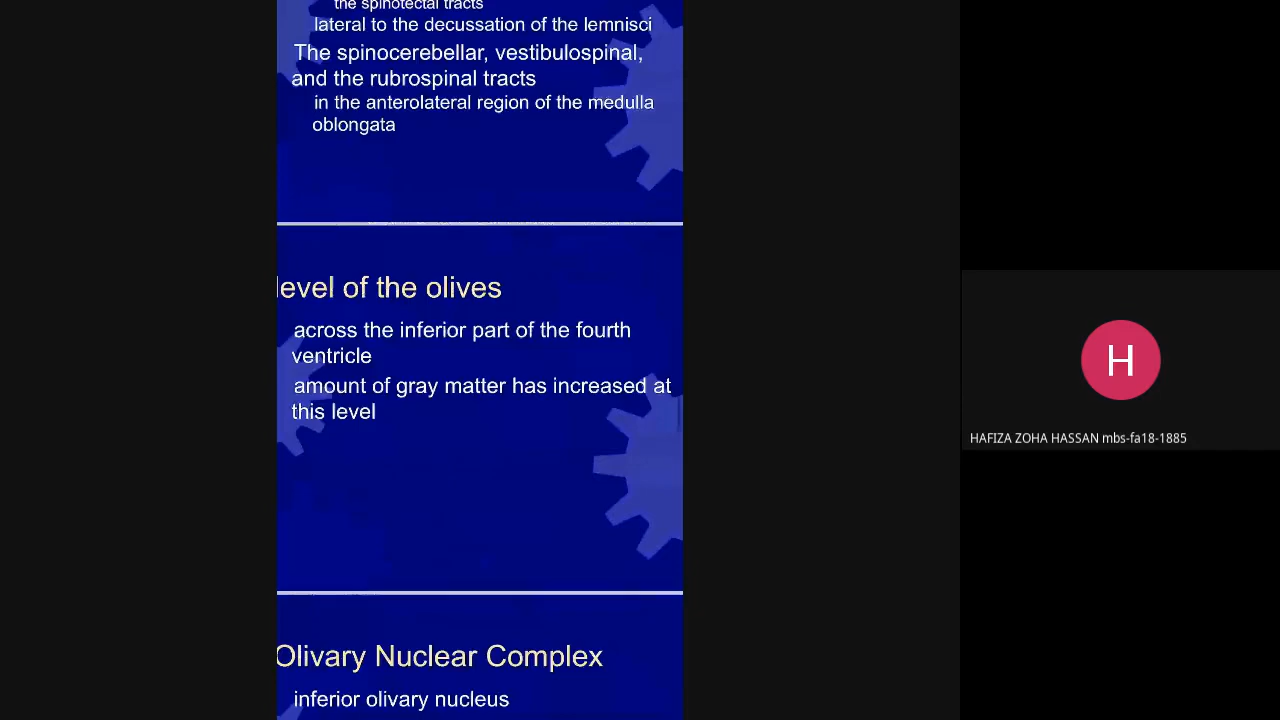 the spinotectal tracts
lateral to the decussation of the lemnisci
The spinocerebellar, vestibulospinal,
and the rubrospinal tracts
in the anterolateral region of the medulla
oblongata
level of the olives
across the inferior part of the fourth
ventricle
amount of gray matter has increased at
this level
Olivary Nuclear Complex
inferior olivary nucleus
H
HAFIZA ZOHA HASSAN mbs-fa18-1885